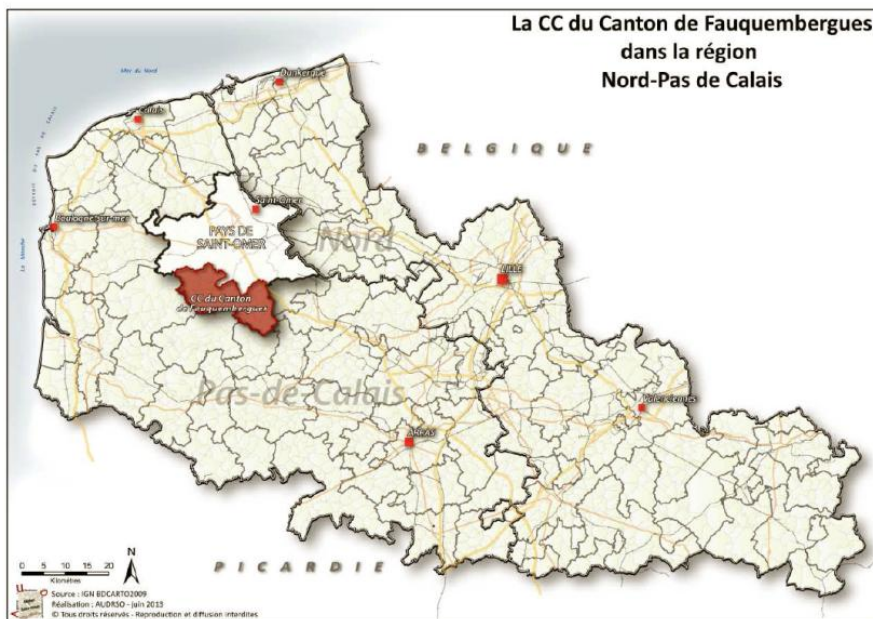 La CC du Canton de Fauquembergues
dans la région
Nord-Pas de Calais
Mer du Nord
Dunkerque
Calais
BELGIQUE
Saint-Omer
Boulogne-sur-mer
PAYS DE
SAINT-OMER
Nord
La Manche
LILLE
CC du Canton
de Fauquembergues
Pas-de-Calais
Valenciennes
ARRAS
PICARDIE
N
0 5 10 15 20
Kilomètres
Source : IGN BDCARTO2009
Réalisation : AUDRSO - Juin 2013
© Tous droits réservés - Reproduction et diffusion interdites